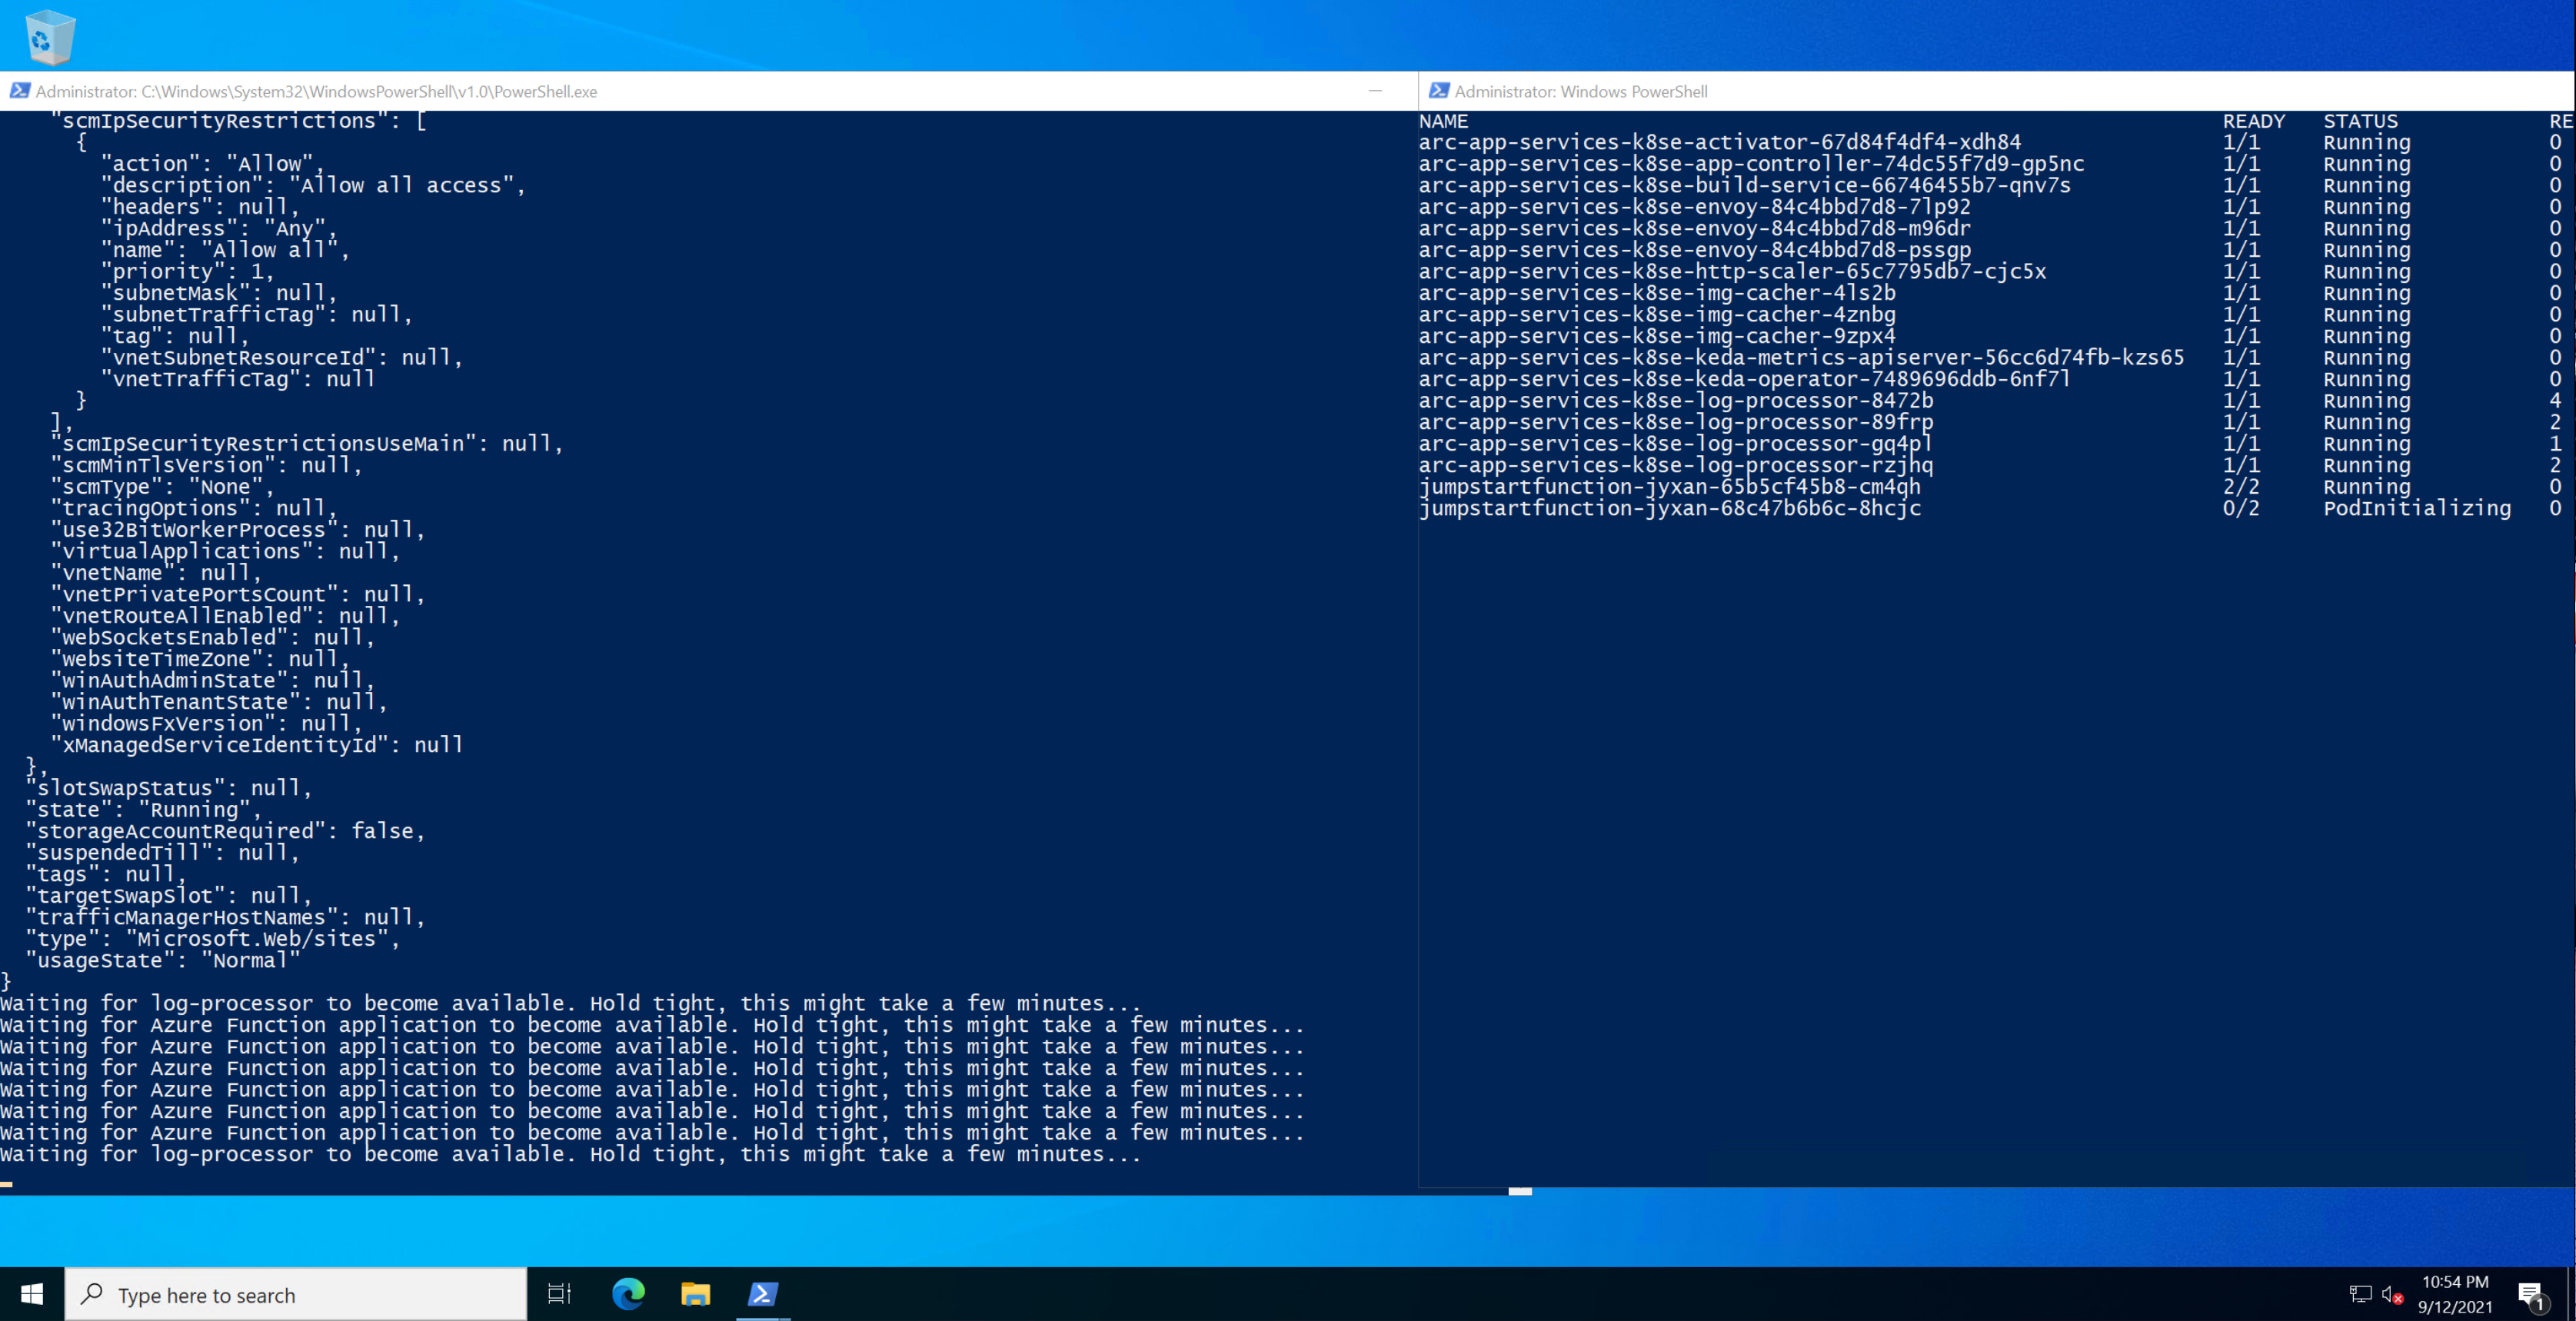 Administrator: C:\Windows\System32\WindowsPowerShell\v1.0\PowerShell.exe
"scmIpSecurityRestrictions": [
{
"action": "Allow",
"description": "Allow all access",
"headers": null,
"ipAddress": "Any",
"name": "Allow all",
"priority": 1,
"subnetMask": null,
"subnetTrafficTag": null,
"tag": null,
"vnetSubnetResourceId": null,
"vnetTrafficTag": null
}
],
"scmIpSecurityRestrictionsUseMain": null,
"scmMinTlsVersion": null,
"scmType": "None",
"tracingOptions": null,
"use32BitWorkerProcess": null,
"virtualApplications": null,
"vnetName": null,
"vnetPrivatePortsCount": null,
"vnetRouteAllEnabled": null,
"webSocketsEnabled": null,
"websiteTimeZone": null,
"winAuthAdminState": null,
"winAuthTenantState": null,
"windowsFxVersion": null,
"xManagedServiceIdentityId": null
},
"slotSwapStatus": null,
"state": "Running",
"storageAccountRequired": false,
"suspendedTill": null,
"tags": null,
"targetSwapSlot": null,
"trafficManagerHostNames": null,
"type": "Microsoft.Web/sites",
"usageState": "Normal"
}
Waiting for log-processor to become available. Hold tight, this might take a few minutes...
Waiting for Azure Function application to become available. Hold tight, this might take a few minutes...
Waiting for Azure Function application to become available. Hold tight, this might take a few minutes...
Waiting for Azure Function application to become available. Hold tight, this might take a few minutes...
Waiting for Azure Function application to become available. Hold tight, this might take a few minutes...
Waiting for Azure Function application to become available. Hold tight, this might take a few minutes...
Waiting for Azure Function application to become available. Hold tight, this might take a few minutes...
Waiting for log-processor to become available. Hold tight, this might take a few minutes...
Administrator: Windows PowerShell
NAME READY STATUS RE
arc-app-services-k8se-activator-67d84f4df4-xdh84 1/1 Running 0
arc-app-services-k8se-app-controller-74dc55f7d9-gp5nc 1/1 Running 0
arc-app-services-k8se-build-service-66746455b7-qnv7s 1/1 Running 0
arc-app-services-k8se-envoy-84c4bbd7d8-7lp92 1/1 Running 0
arc-app-services-k8se-envoy-84c4bbd7d8-m96dr 1/1 Running 0
arc-app-services-k8se-envoy-84c4bbd7d8-pssgp 1/1 Running 0
arc-app-services-k8se-http-scaler-65c7795db7-cjc5x 1/1 Running 0
arc-app-services-k8se-img-cacher-4ls2b 1/1 Running 0
arc-app-services-k8se-img-cacher-4znbg 1/1 Running 0
arc-app-services-k8se-img-cacher-9zpx4 1/1 Running 0
arc-app-services-k8se-keda-metrics-apiserver-56cc6d74fb-kzs65 1/1 Running 0
arc-app-services-k8se-keda-operator-7489696ddb-6nf7l 1/1 Running 0
arc-app-services-k8se-log-processor-8472b 1/1 Running 4
arc-app-services-k8se-log-processor-89frp 1/1 Running 2
arc-app-services-k8se-log-processor-gq4pl 1/1 Running 1
arc-app-services-k8se-log-processor-rzjhq 1/1 Running 2
jumpstartfunction-jyxan-65b5cf45b8-cm4qh 2/2 Running 0
jumpstartfunction-jyxan-68c47b6b6c-8hcjc 0/2 PodInitializing 0
Type here to search
10:54 PM
9/12/2021
1